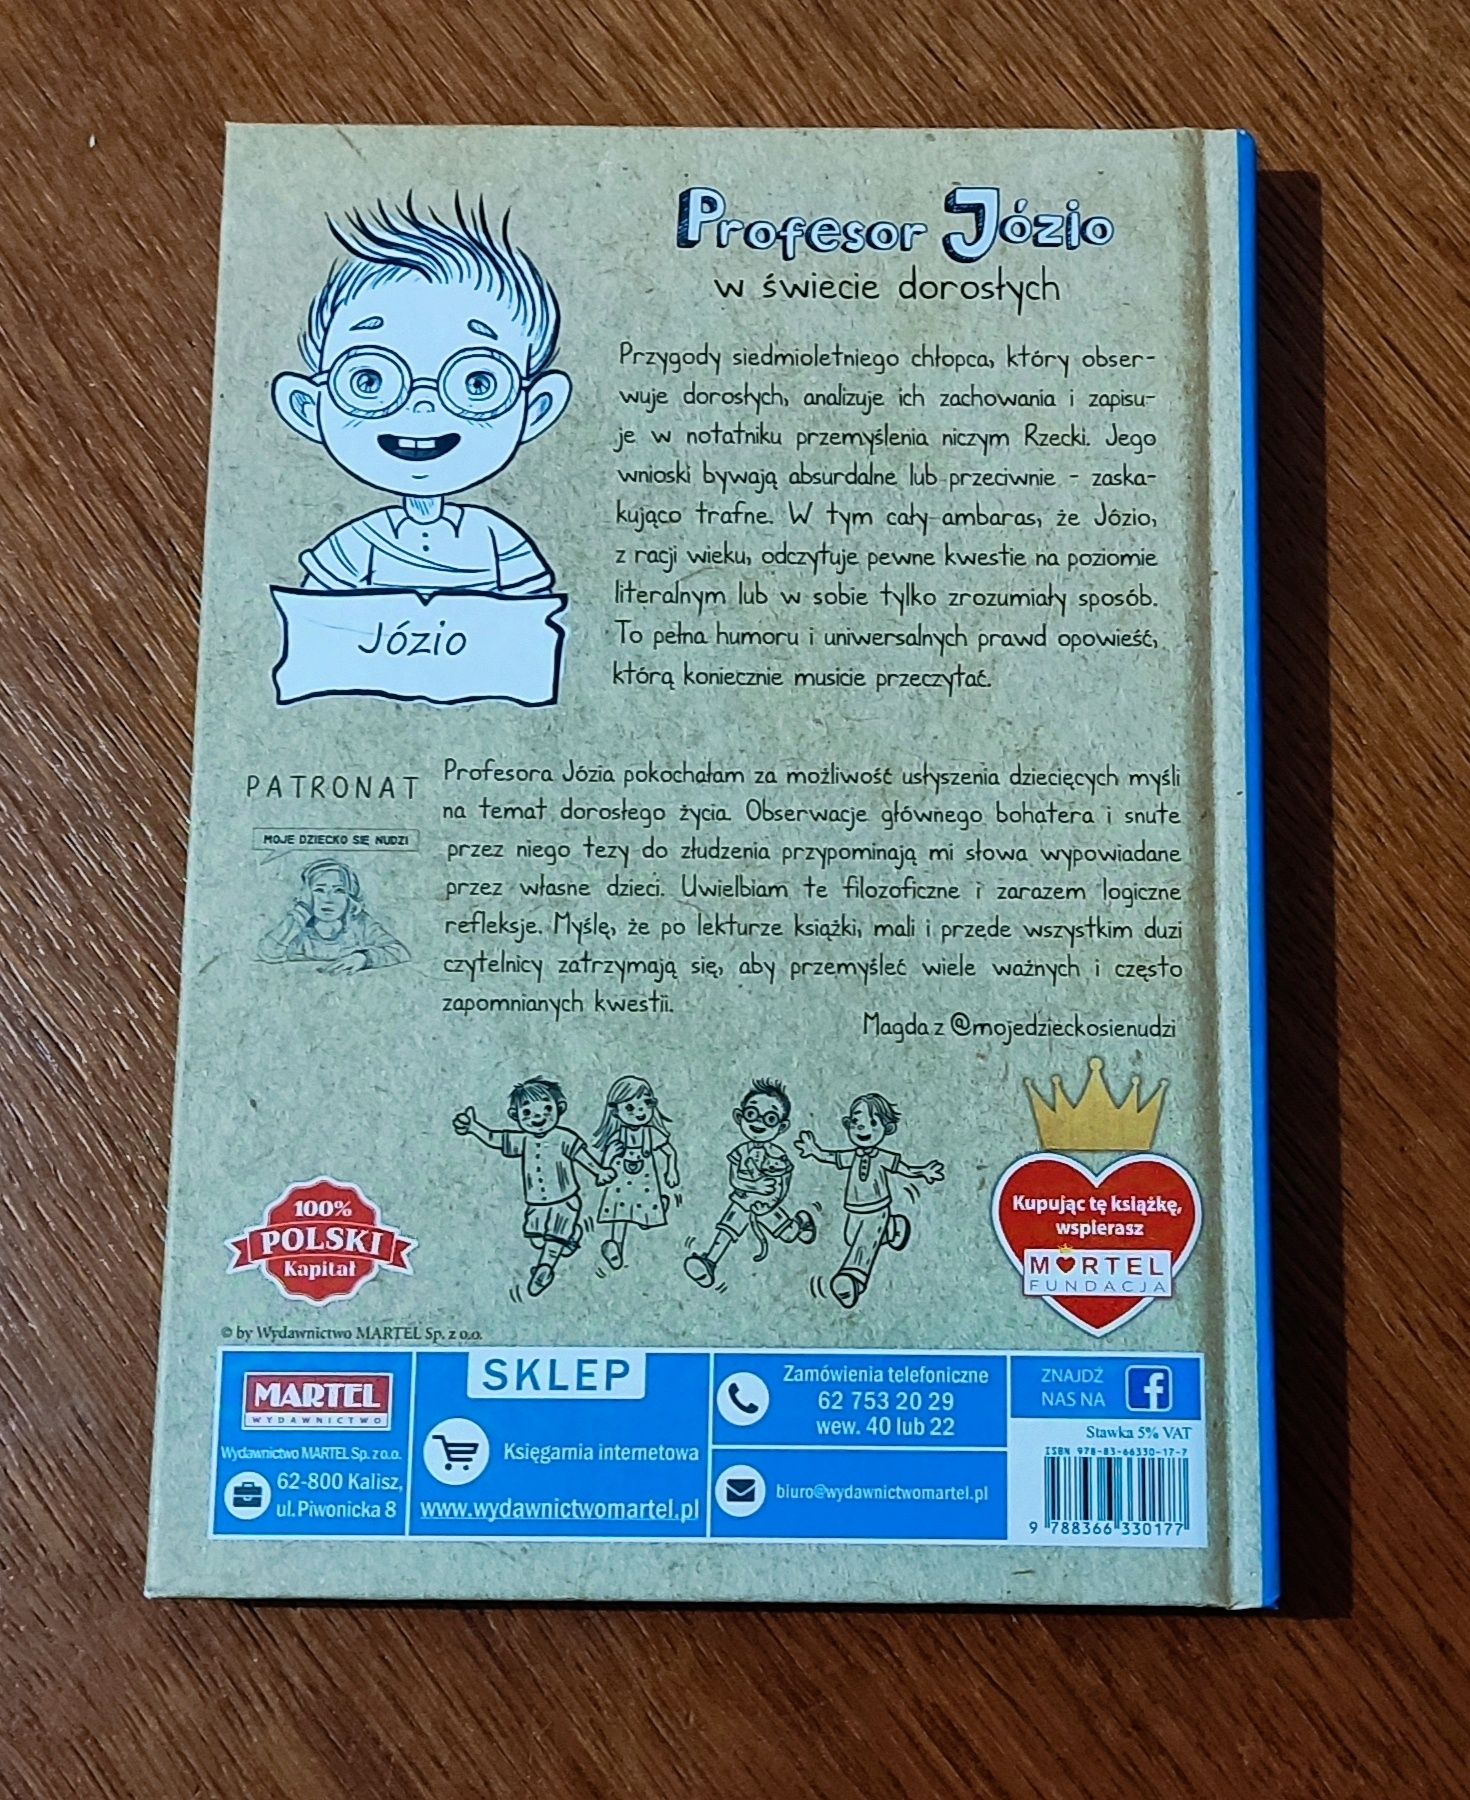 Profesor Józio
w świecie dorosłych
Przygody siedmioletniego chłopca, który obser-
wuje dorosłych, analizuje ich zachowania i zapisu-
je w notatniku przemyślenia niczym Rzecki. Jego
wnioski bywają absurdalne lub przeciwnie - zaska-
kująco trafne. W tym cały ambaras, że Józio,
z racji wieku, odczytuje pewne kwestie na poziomie
literalnym lub w sobie tylko zrozumiały sposób.
To pełna humoru i uniwersalnych prawd opowieść,
którą koniecznie musicie przeczytać.
Józio
PATRONAT
MOJE DZIECKO SIĘ NUDZI
Profesora Józia pokochałam za możliwość usłyszenia dziecięcych myśli
na temat dorosłego życia. Obserwacje głównego bohatera i snute
przez niego tezy do złudzenia przypominają mi słowa wypowiadane
przez własne dzieci. Uwielbiam te filozoficzne i zarazem logiczne
refleksje. Myślę, że po lekturze książki, mali i przede wszystkim duzi
czytelnicy zatrzymają się, aby przemyśleć wiele ważnych i często
zapomnianych kwestii.
Magda z @mojedzieckosienudzi
100%
POLSKI
Kapitał
Kupując tę książkę,
wspierasz
MARTEL
FUNDACJA
© by Wydawnictwo MARTEL Sp. z o.o.
MARTEL
WYDAWNICTWO
Wydawnictwo MARTEL Sp. z o.o.
62-800 Kalisz,
ul. Piwonicka 8
SKLEP
Księgarnia internetowa
www.wydawnictwomartel.pl
Zamówienia telefoniczne
62 753 20 29
wew. 40 lub 22
biuro@wydawnictwomartel.pl
ZNAJDŹ
NAS NA
f
Stawka 5% VAT
ISBN 978-83-66330-17-7
9 788366 330177